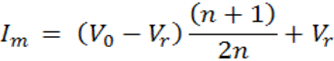 I_m = (V_0 − V_r) (n + 1)/2n + V_r